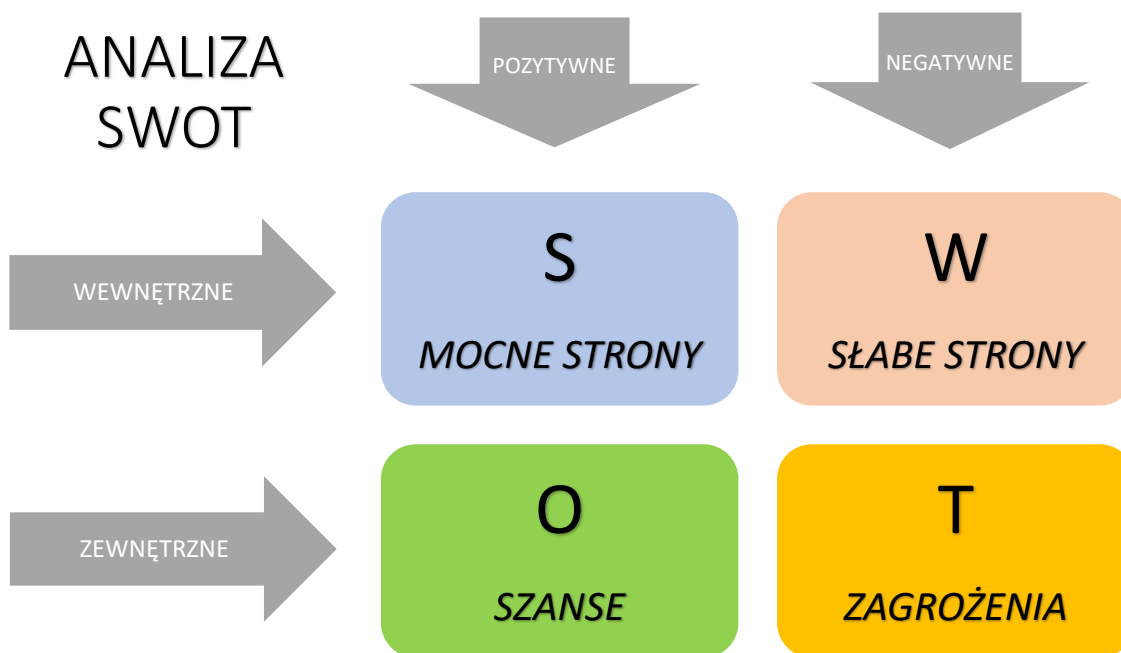 ANALIZA
SWOT
POZYTYWNE
NEGATYWNE
WEWNĘTRZNE
S
MOCNE STRONY
W
SŁABE STRONY
ZEWNĘTRZNE
O
SZANSE
T
ZAGROŻENIA